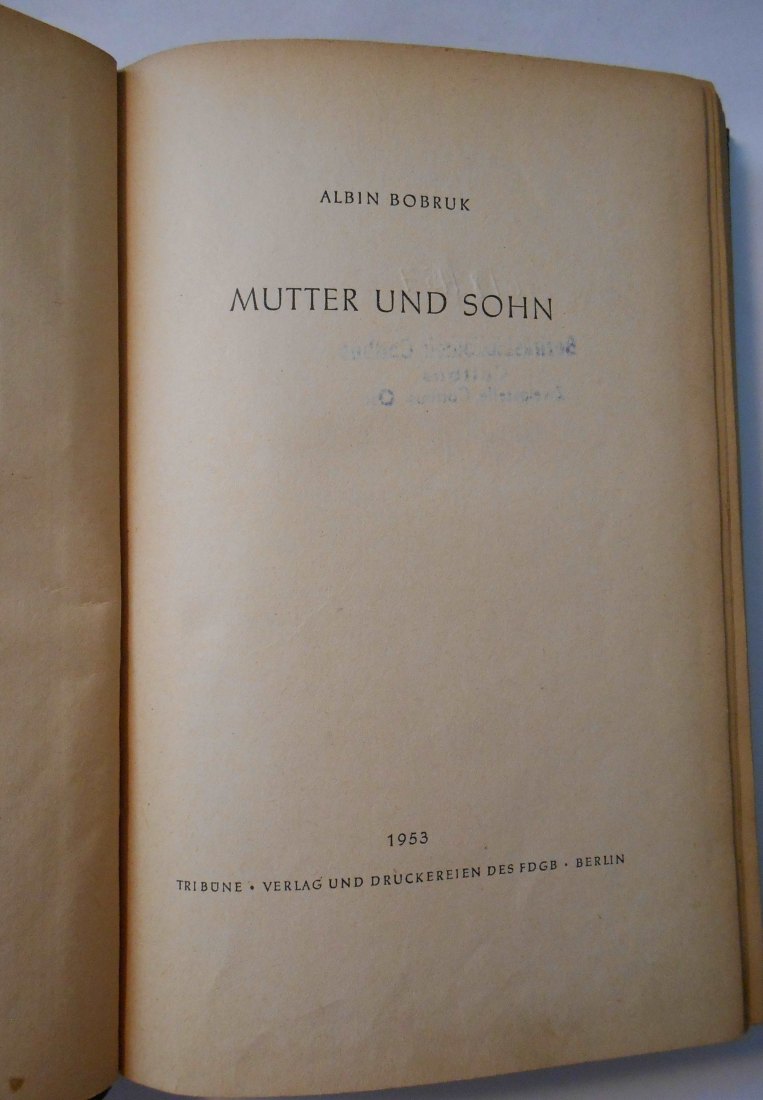 ALBIN BOBRUK
MUTTER UND SOHN
1953
TRIBÜNE • VERLAG UND DRUCKEREIEN DES FDGB • BERLIN